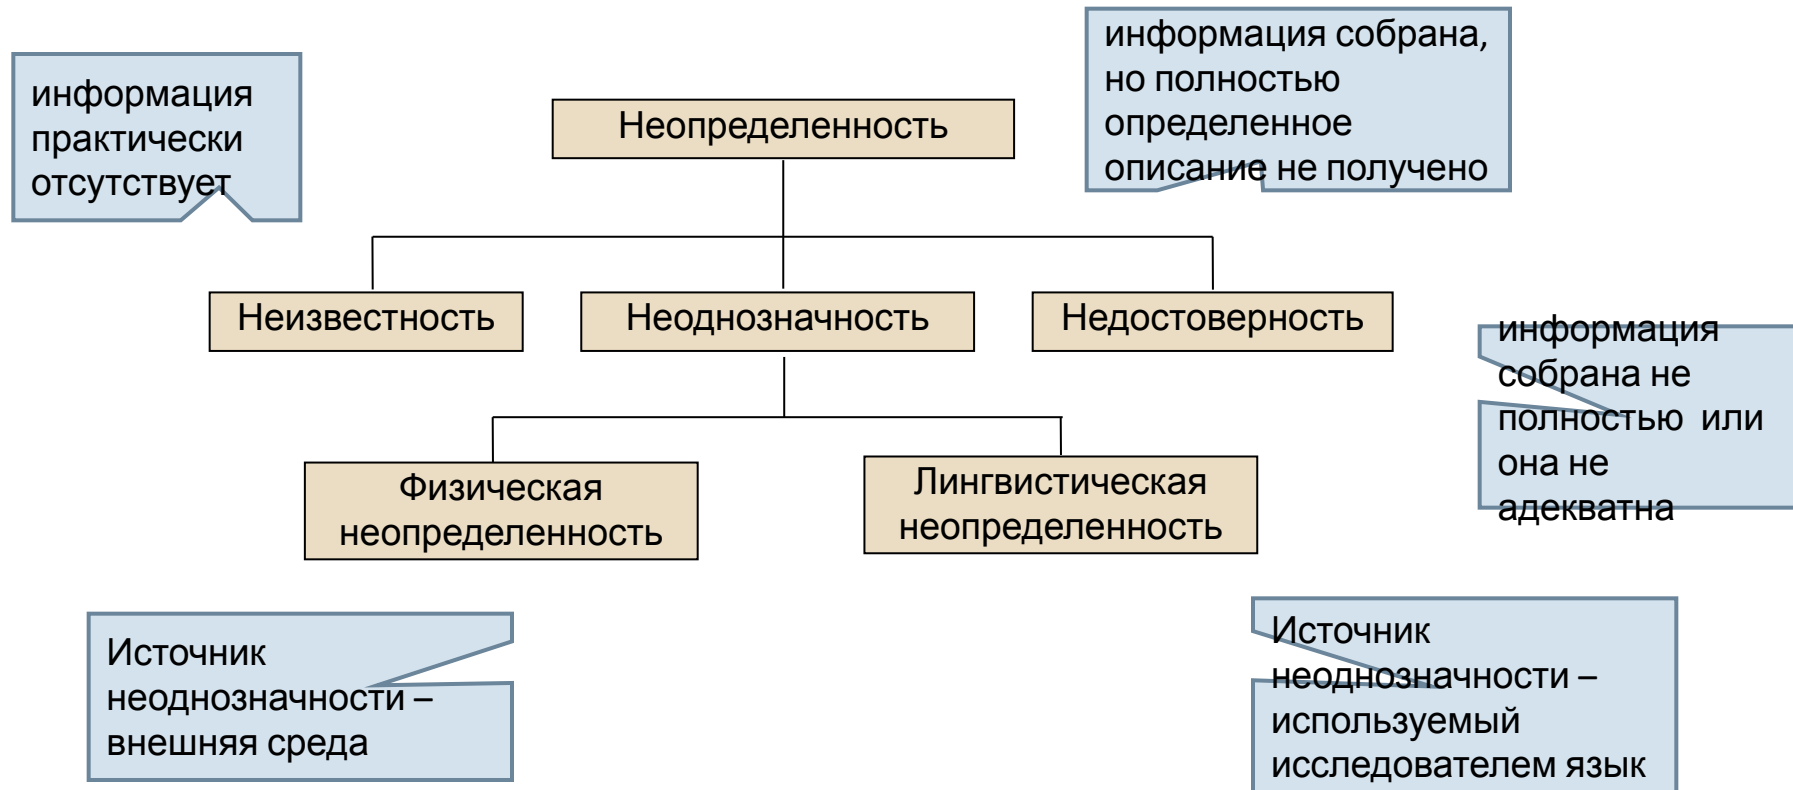 информация
практически
отсутствует
Неопределенность
информация собрана,
но полностью
определенное
описание не получено
Неизвестность
Неоднозначность
Недостоверность
информация
собрана не
полностью или
она не
адекватна
Физическая
неопределенность
Лингвистическая
неопределенность
Источник
неоднозначности –
внешняя среда
Источник
неоднозначности –
используемый
исследователем язык